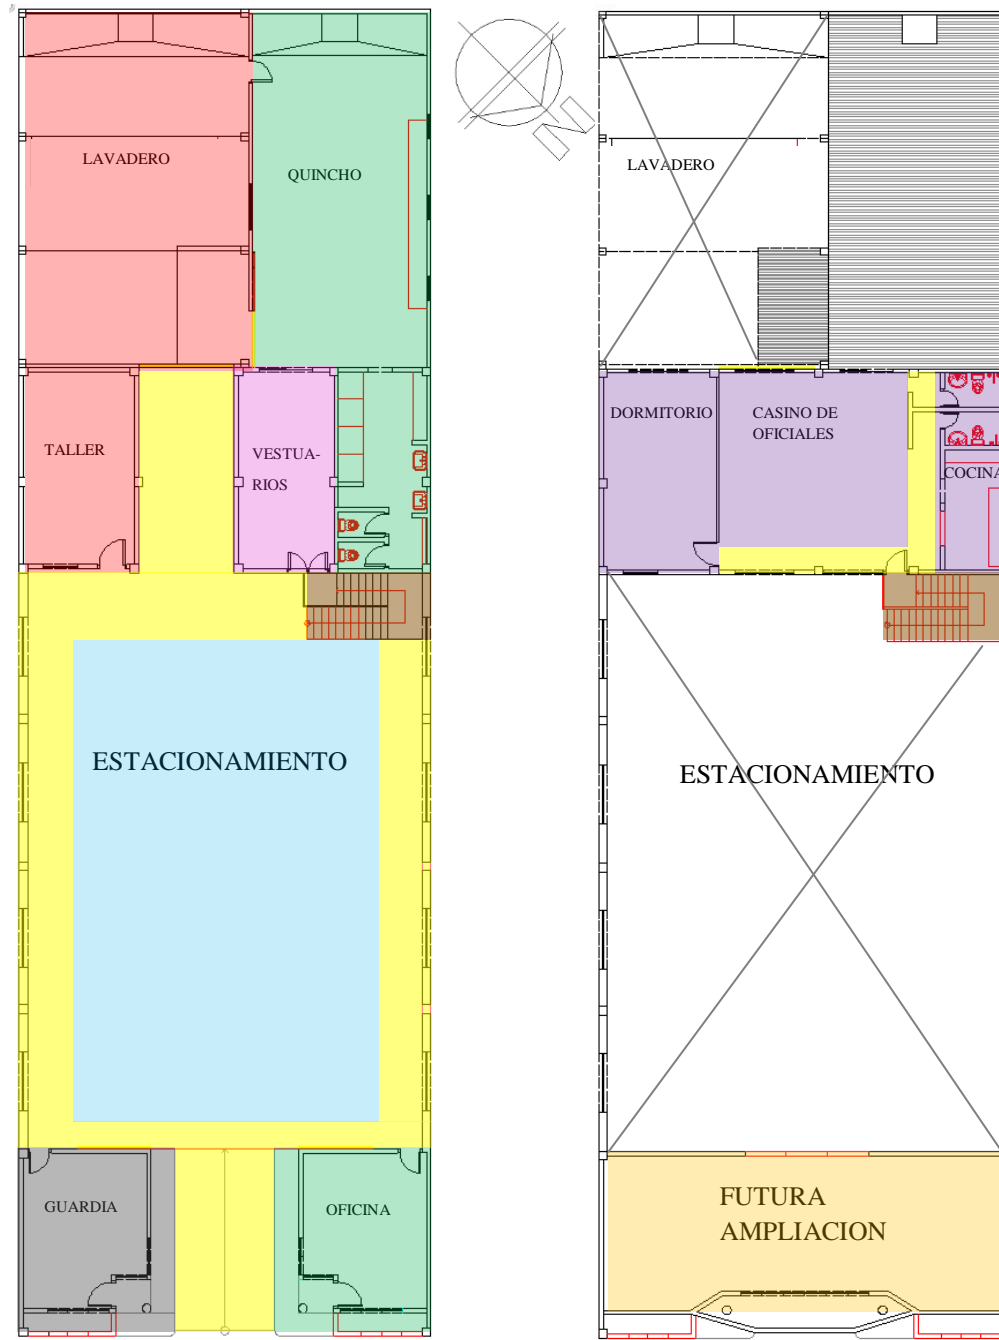 LAVADERO
QUINCHO
TALLER
VESTUA-
RIOS
ESTACIONAMIENTO
GUARDIA
OFICINA
LAVADERO
DORMITORIO
CASINO DE
OFICIALES
COCINA
ESTACIONAMIENTO
FUTURA
AMPLIACION